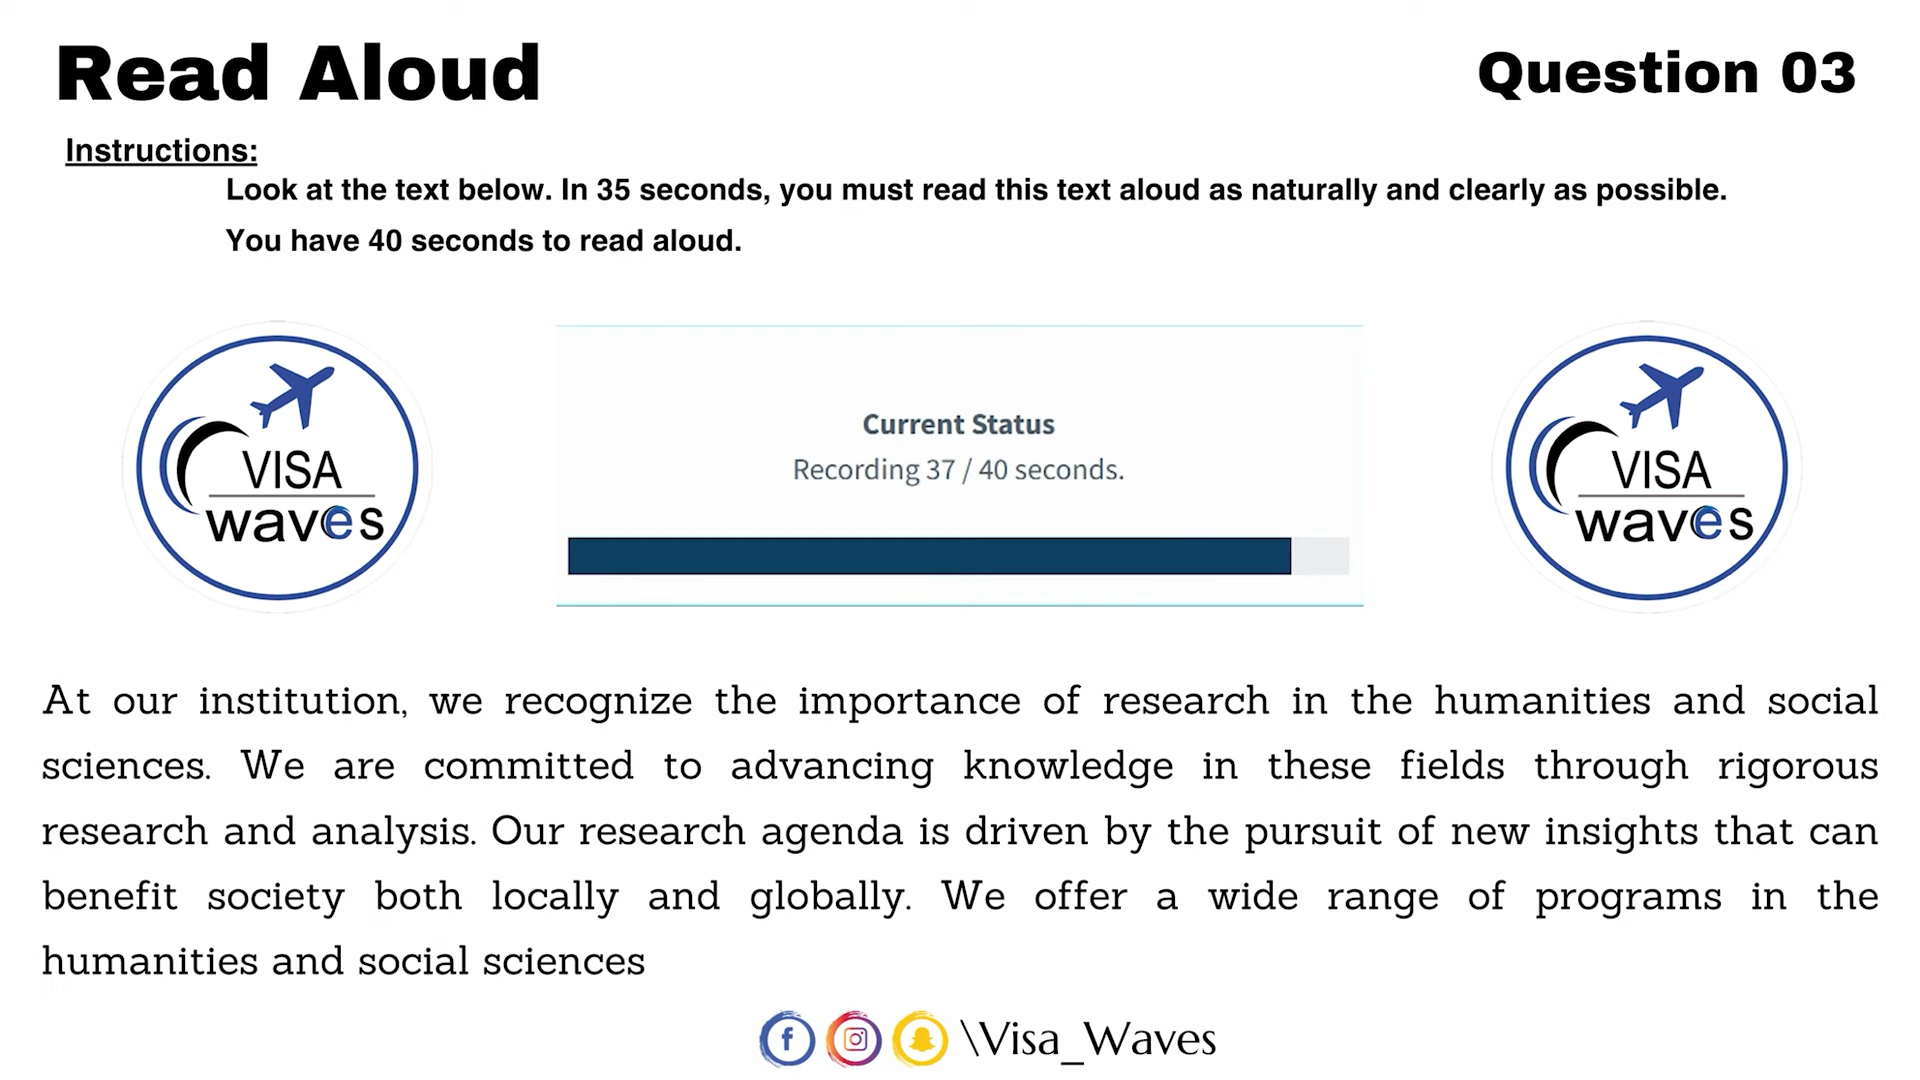 Read Aloud
Question 03
Instructions:
Look at the text below. In 35 seconds, you must read this text aloud as naturally and clearly as possible.
You have 40 seconds to read aloud.
VISA
waves
Current Status
Recording 37 / 40 seconds.
VISA
waves
At our institution, we recognize the importance of research in the humanities and social
sciences. We are committed to advancing knowledge in these fields through rigorous
research and analysis. Our research agenda is driven by the pursuit of new insights that can
benefit society both locally and globally. We offer a wide range of programs in the
humanities and social sciences
\Visa_Waves